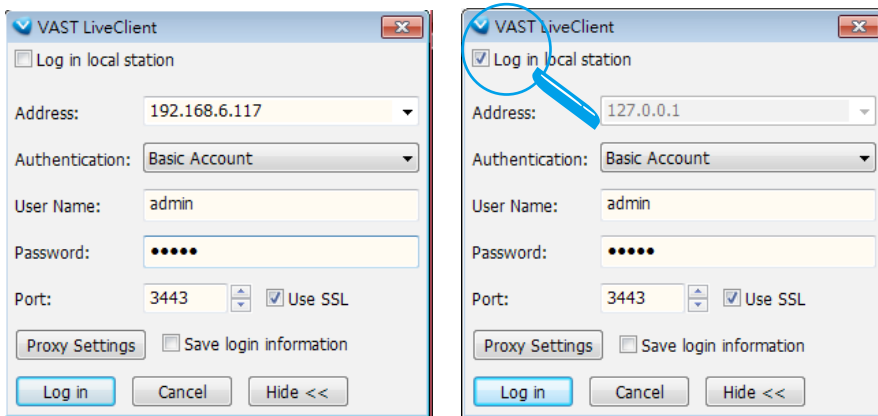 VAST LiveClient
Log in local station
Address: 192.168.6.117
Authentication: Basic Account
User Name: admin
Password: •••••
Port: 3443 Use SSL
Proxy Settings Save login information
Log in Cancel Hide <<
VAST LiveClient
Log in local station
Address: 127.0.0.1
Authentication: Basic Account
User Name: admin
Password: •••••
Port: 3443 Use SSL
Proxy Settings Save login information
Log in Cancel Hide <<